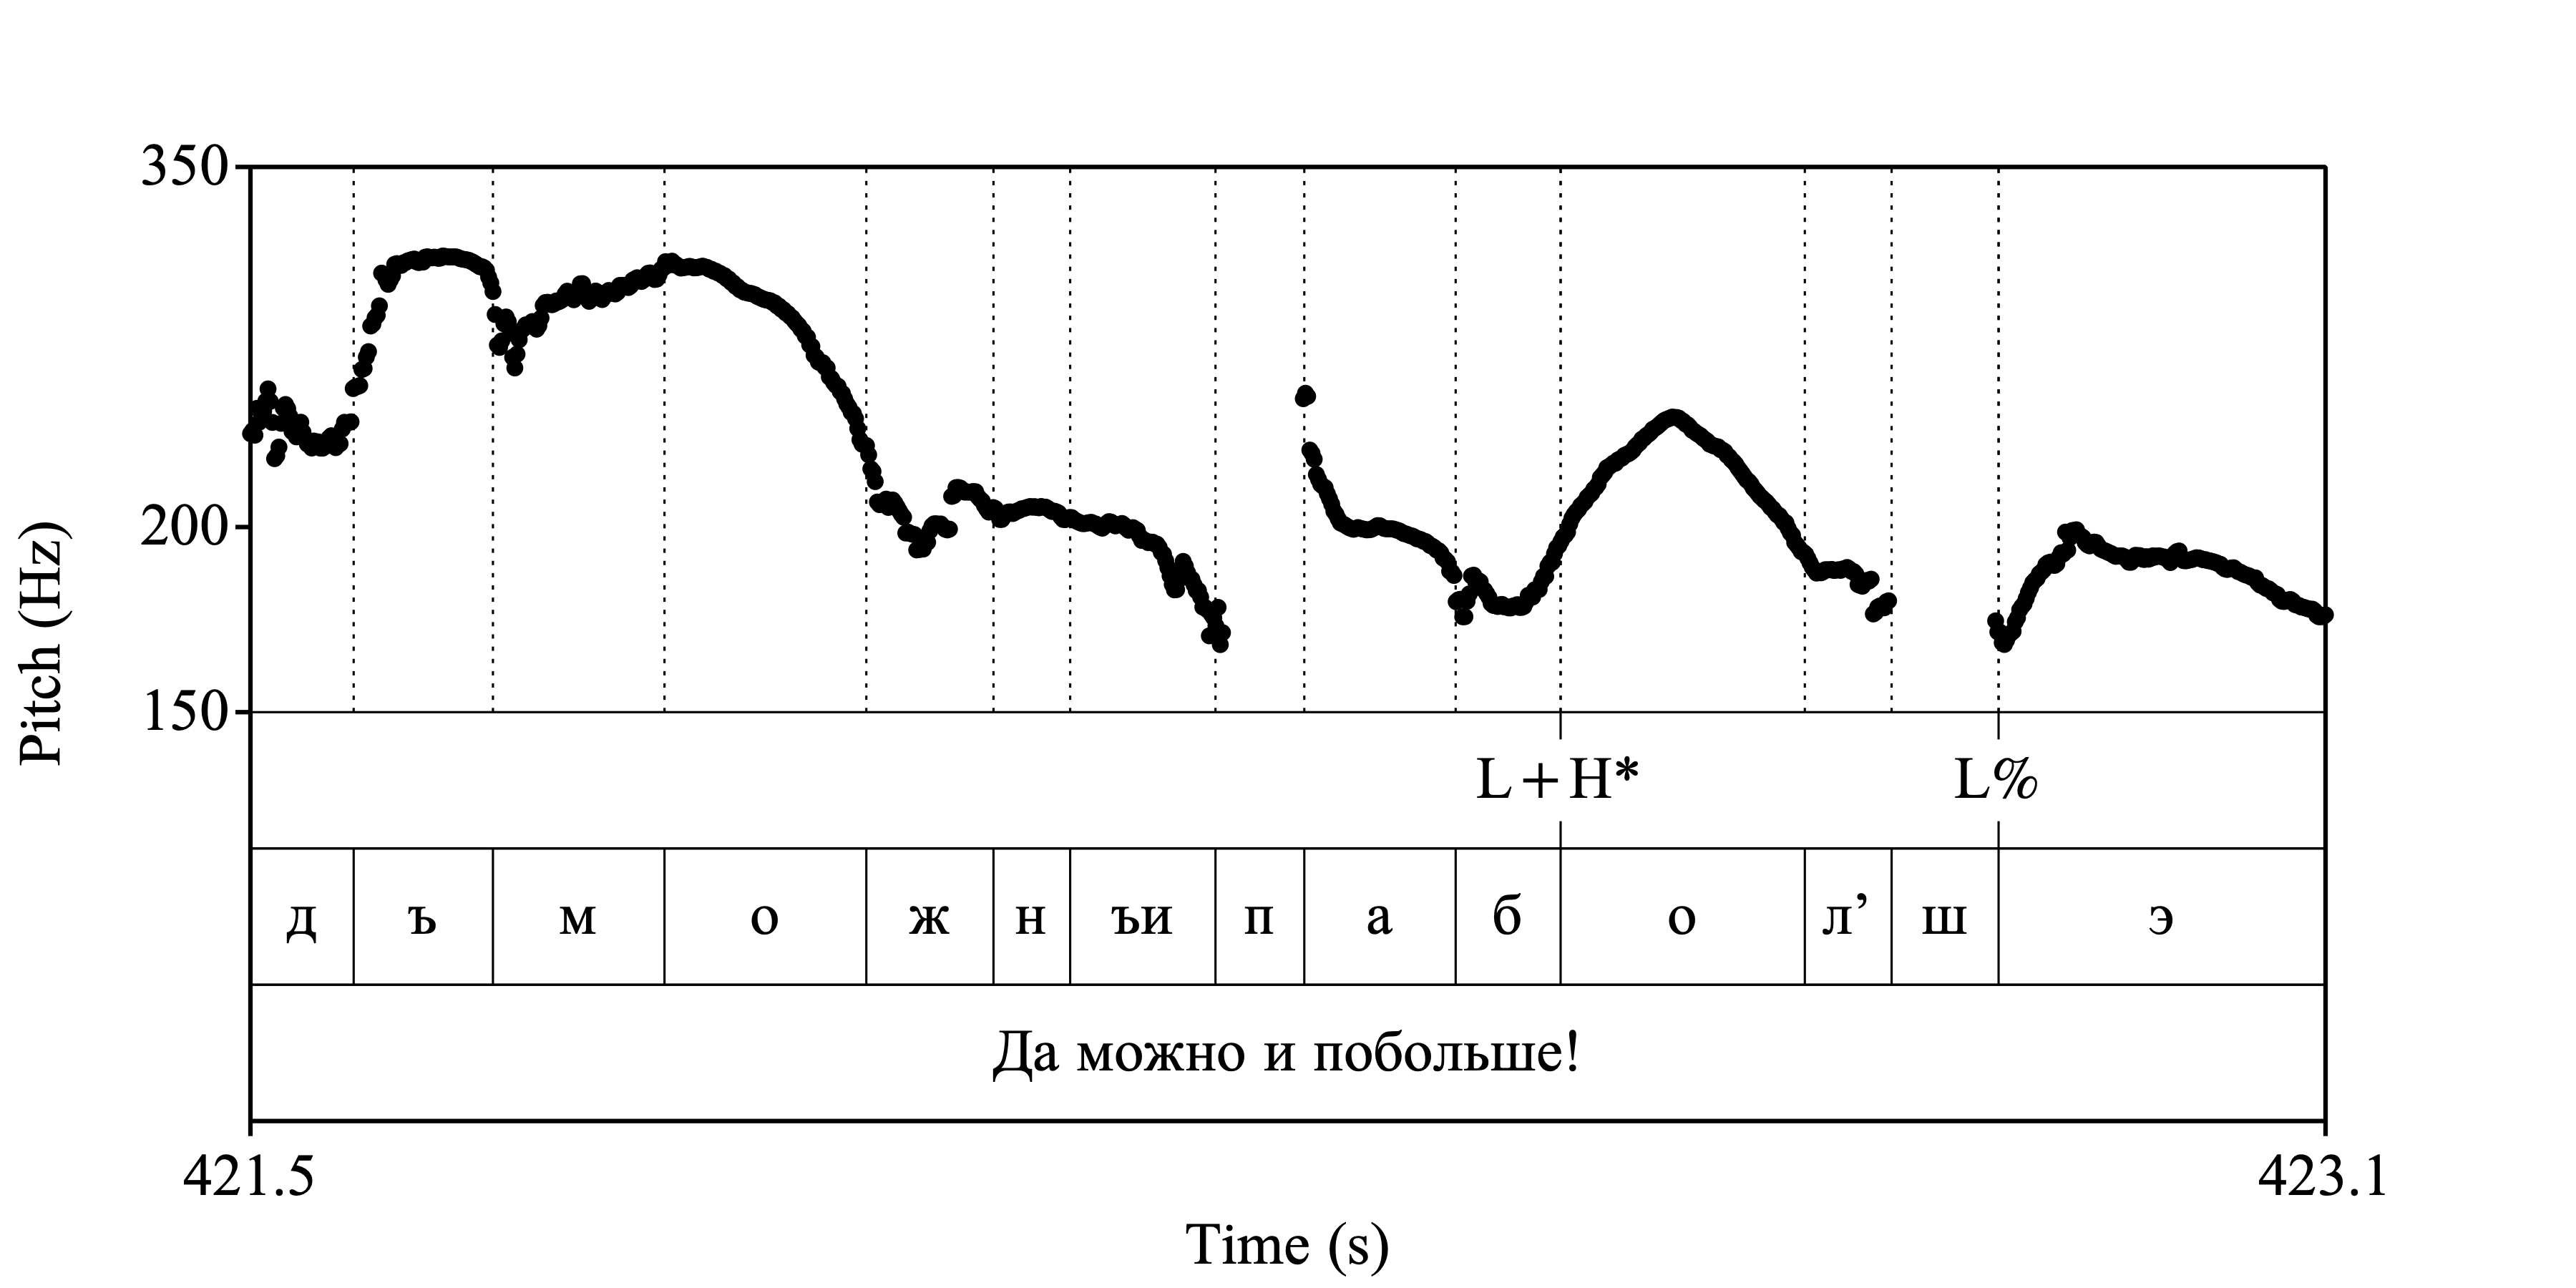 350
200
150
Pitch (Hz)
L+H* L%
д ъ м о ж н ъи п а б о л’ ш э
Да можно и побольше!
421.5 423.1
Time (s)